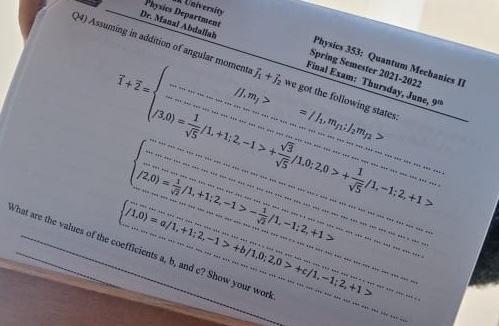 University
Physics Department
Dr. Manal Abdallah
Physics 353: Quantum Mechanics II
Spring Semester 2021-2022
Final Exam: Thursday, June, 9th
Q4) Assuming in addition of angular momenta j⃗₁ + j⃗₂ we got the following states:
/J, mⱼ > = /J₁, mⱼ₁; J₂mⱼ₂ >
1⃗ + 2⃗ =
/3,0) = 1/√5 /1, +1; 2, −1 > + √3/√5 /1,0; 2,0 > + 1/√5 /1, −1; 2, +1 >
/2,0) = 1/√2 /1, +1; 2, −1 > − 1/√2 /1, −1; 2, +1 >
/1,0) = a/1, +1; 2, −1 > +b/1,0; 2,0 > +c/1, −1; 2, +1 >
What are the values of the coefficients a, b, and c? Show your work.